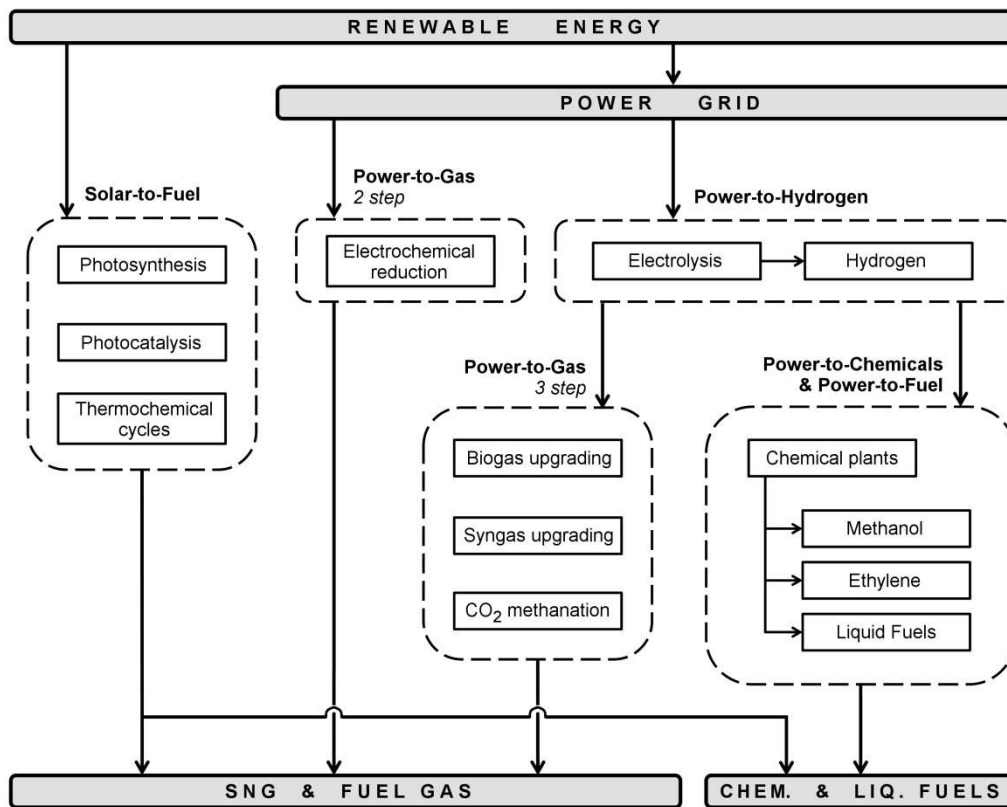 RENEWABLE ENERGY
POWER GRID
Solar-to-Fuel
Photosynthesis
Photocatalysis
Thermochemical
cycles
Power-to-Gas
2 step
Electrochemical
reduction
Power-to-Hydrogen
Electrolysis
Hydrogen
Power-to-Gas
3 step
Biogas upgrading
Syngas upgrading
CO2 methanation
Power-to-Chemicals
& Power-to-Fuel
Chemical plants
Methanol
Ethylene
Liquid Fuels
SNG & FUEL GAS
CHEM. & LIQ. FUELS